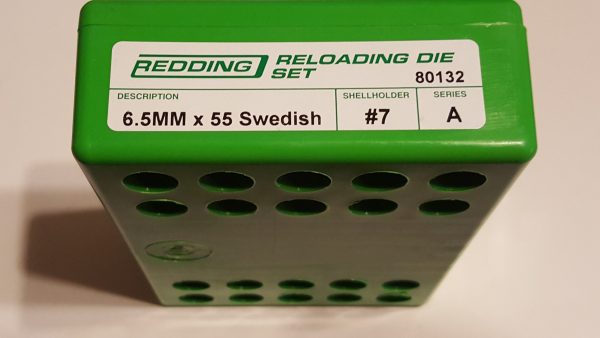 REDDING RELOADING DIE
SET 80132
DESCRIPTION SHELLHOLDER SERIES
6.5MM x 55 Swedish #7 A